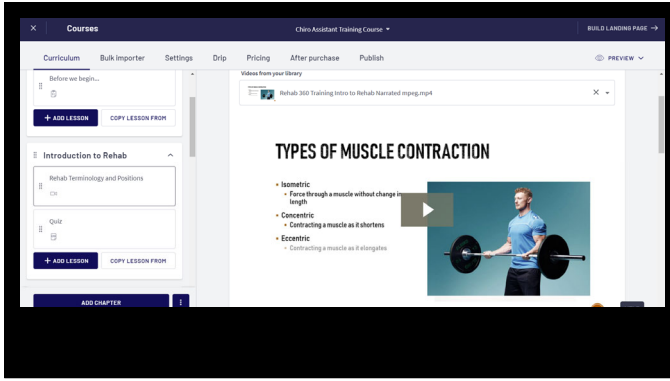 Courses
Chiro Assistant Training Course
BUILD LANDING PAGE →
Curriculum
Bulk importer
Settings
Drip
Pricing
After purchase
Publish
PREVIEW
Before we begin...
+ ADD LESSON
COPY LESSON FROM
Introduction to Rehab
Rehab Terminology and Positions
Quiz
+ ADD LESSON
COPY LESSON FROM
ADD CHAPTER
Videos from your library
Rehab 360 Training Intro to Rehab Narrated mpeg.mp4
TYPES OF MUSCLE CONTRACTION
• Isometric
• Force through a muscle without change in
length
• Concentric
• Contracting a muscle as it shortens
• Eccentric
• Contracting a muscle as it elongates